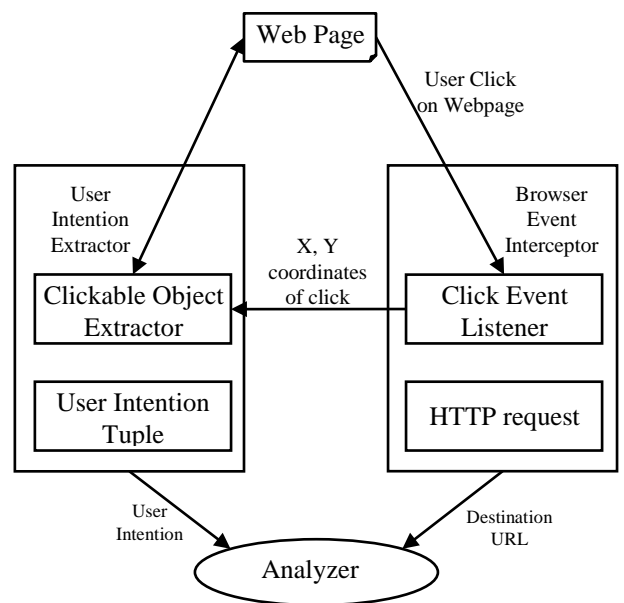 Web Page
User Click
on Webpage
User
Intention
Extractor
Browser
Event
Interceptor
X, Y
coordinates
of click
Clickable Object
Extractor
Click Event
Listener
User Intention
Tuple
HTTP request
User
Intention
Destination
URL
Analyzer